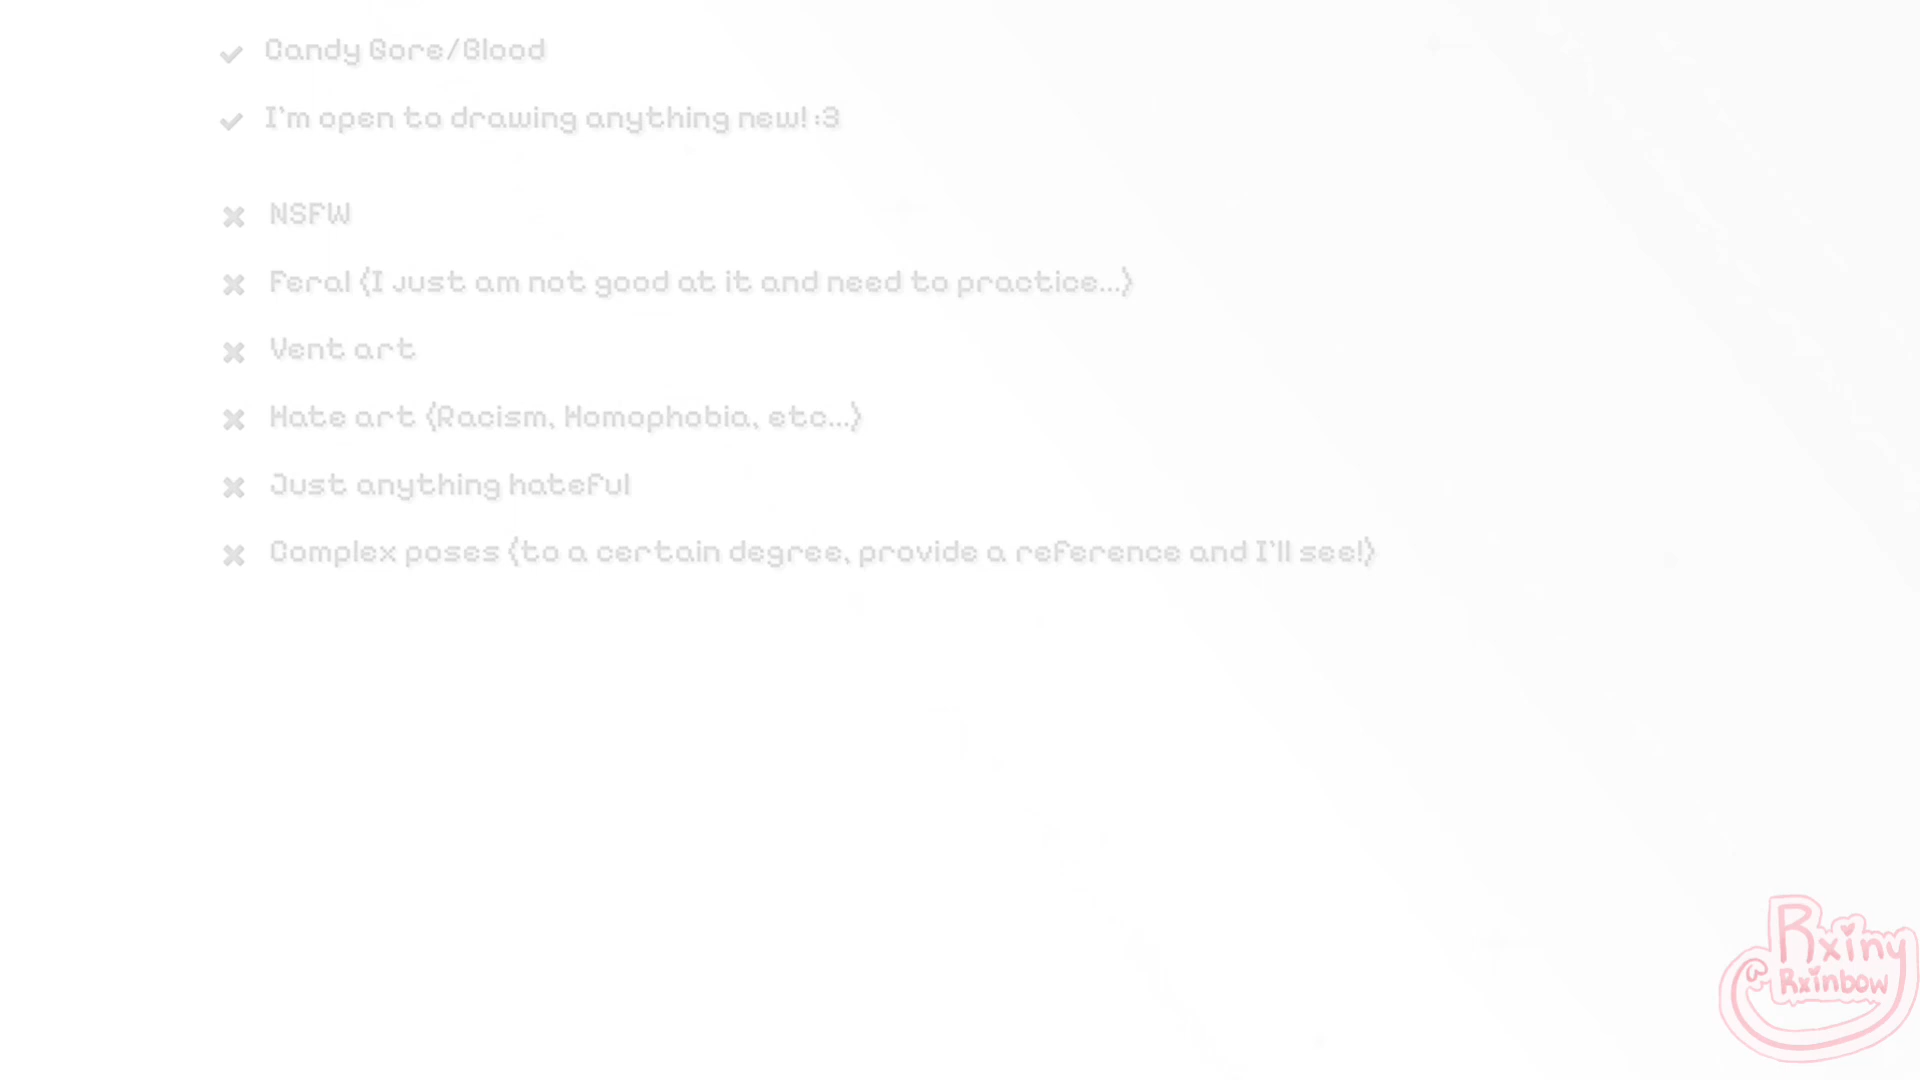 Candy Gore/Blood
I'm open to drawing anything new! :3
NSFW
Feral {I Just am not good at it and need to practice...}
Vent art
Hate art {Racism, Homophobia, etc...}
Just anything hateful
Complex poses {to a certain degree, provide a reference and I'll see!}
Rxiny
@ Rxinbow